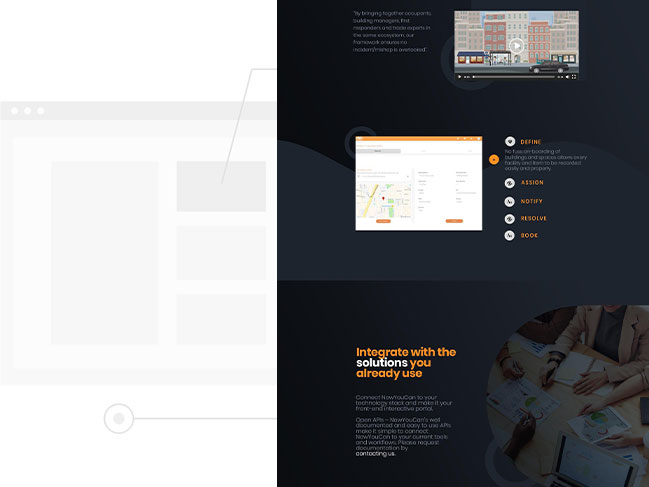 "By bringing together occupants,
building managers, first
responders, and trade experts in
the same ecosystem, our
framework ensures no
incident/mishap is overlooked".
DEFINE
No fuss on-boarding of
buildings and spaces allows every
facility and item to be recorded
easily and properly.
ASSIGN
NOTIFY
RESOLVE
BOOK
Integrate with the
solutions you
already use
Connect NowYouCan to your
technology stack and make it your
front-end interactive portal.
Open APIs – NowYouCan's well
documented and easy to use APIs
make it simple to connect
NowYouCan to your current tools
and workflows. Please request
documentation by
contacting us.